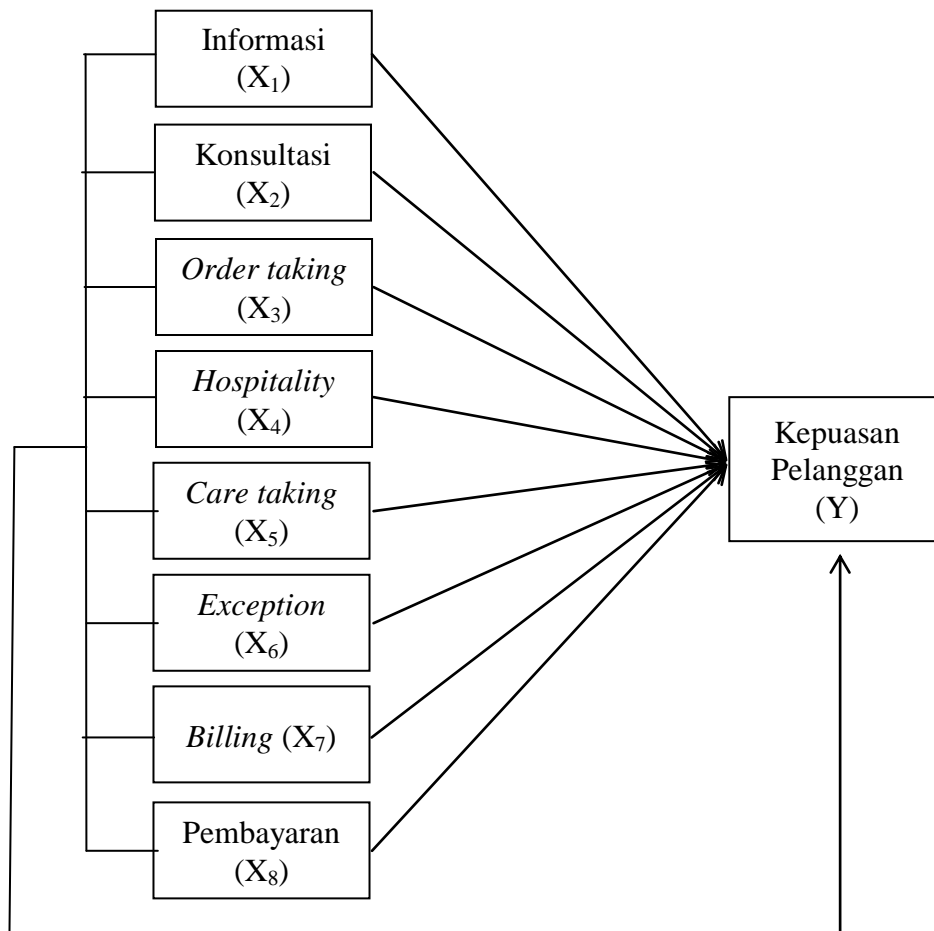 Informasi
(X₁)
Konsultasi
(X₂)
Order taking
(X₃)
Hospitality
(X₄)
Care taking
(X₅)
Exception
(X₆)
Billing (X₇)
Pembayaran
(X₈)
Kepuasan
Pelanggan
(Y)